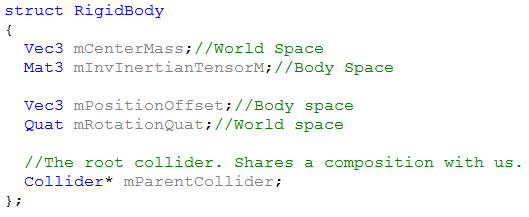 struct RigidBody
{
Vec3 mCenterMass;//World Space
Mat3 mInvInertianTensorM;//Body Space
Vec3 mPositionOffset;//Body space
Quat mRotationQuat;//World space
//The root collider. Shares a composition with us.
Collider* mParentCollider;
};